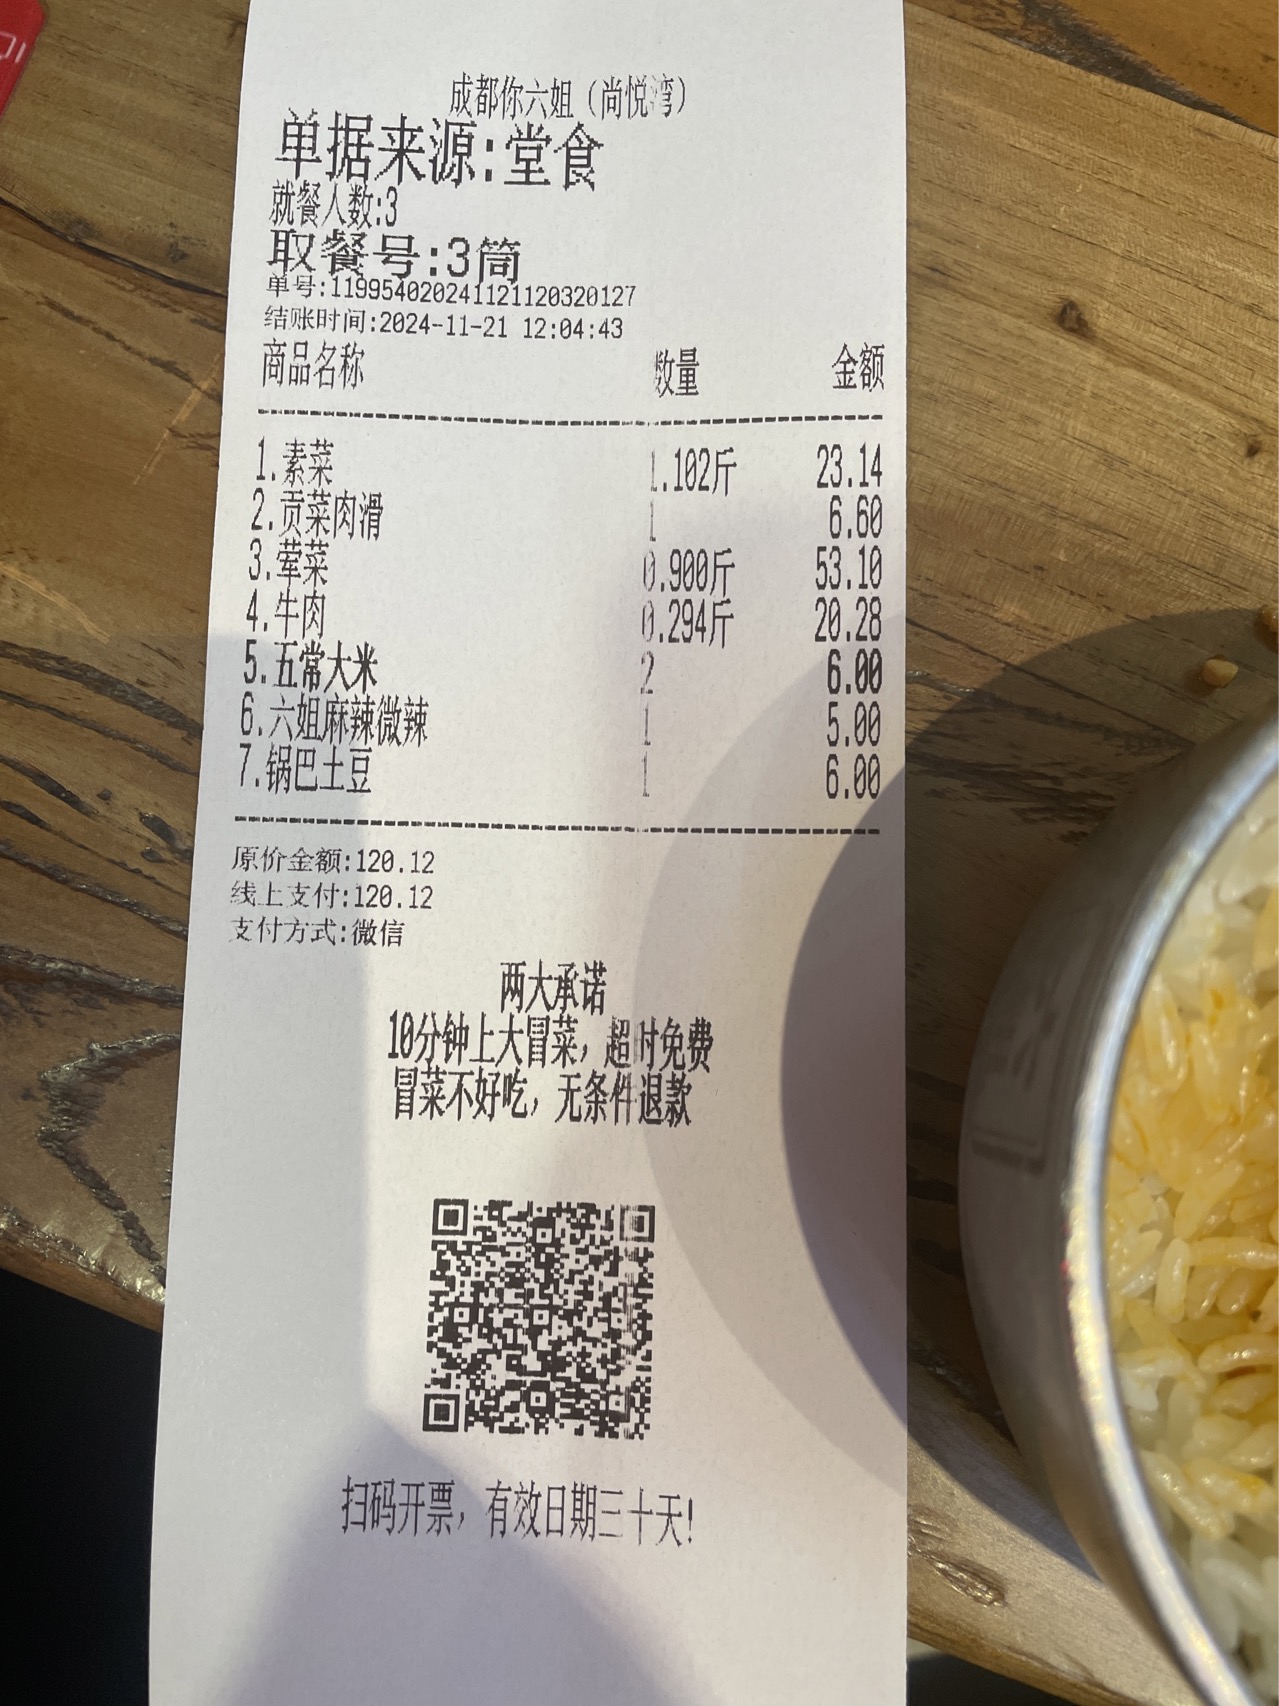 成都你六姐（尚悦湾）
单据来源:堂食
就餐人数:3
取餐号:3筒
单号:119954020241121120320127
结账时间:2024-11-21 12:04:43
商品名称 数量 金额
1.素菜 1.102斤 23.14
2.贡菜肉滑 1 6.60
3.荤菜 0.900斤 53.10
4.牛肉 0.294斤 20.28
5.五常大米 2 6.00
6.六姐麻辣微辣 1 5.00
7.锅巴土豆 1 6.00
原价金额:120.12
线上支付:120.12
支付方式:微信
两大承诺
10分钟上大冒菜，超时免费
冒菜不好吃，无条件退款
扫码开票，有效日期三十天!